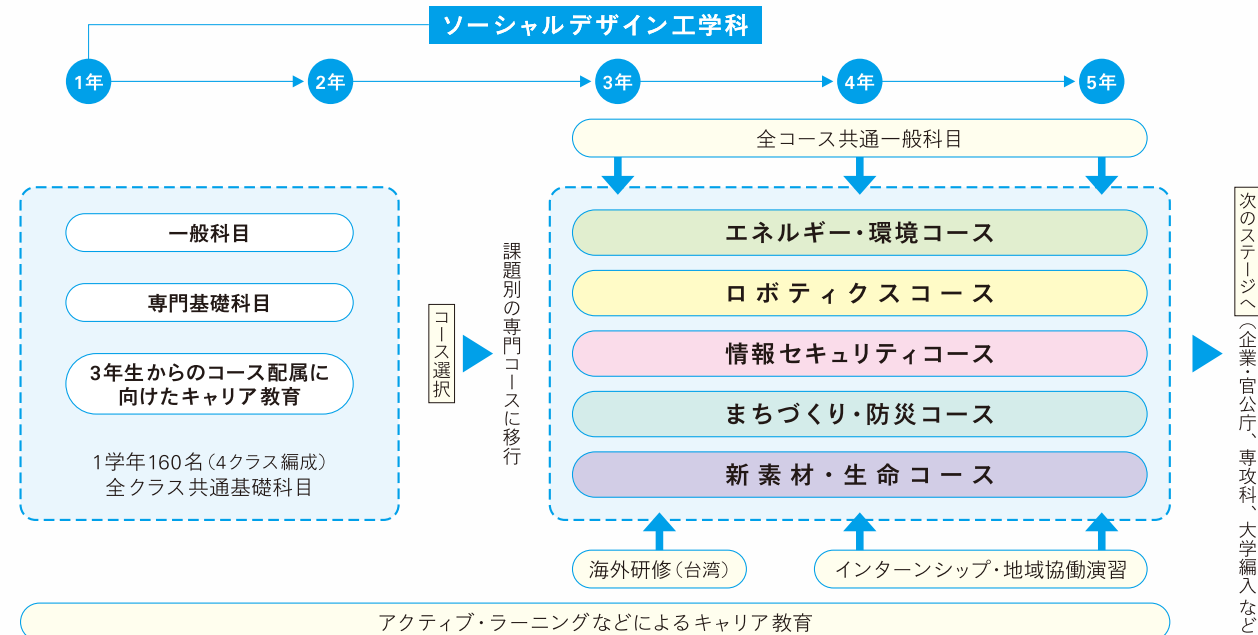 ソーシャルデザイン工学科
1年
2年
3年
4年
5年
全コース共通一般科目
一般科目
専門基礎科目
3年生からのコース配属に
向けたキャリア教育
1学年160名（4クラス編成）
全クラス共通基礎科目
コース選択
課題別の専門コースに移行
エネルギー・環境コース
ロボティクスコース
情報セキュリティコース
まちづくり・防災コース
新素材・生命コース
海外研修（台湾）
インターンシップ・地域協働演習
次のステージへ（企業・官公庁、専攻科、大学編入 など
アクティブ・ラーニングなどによるキャリア教育